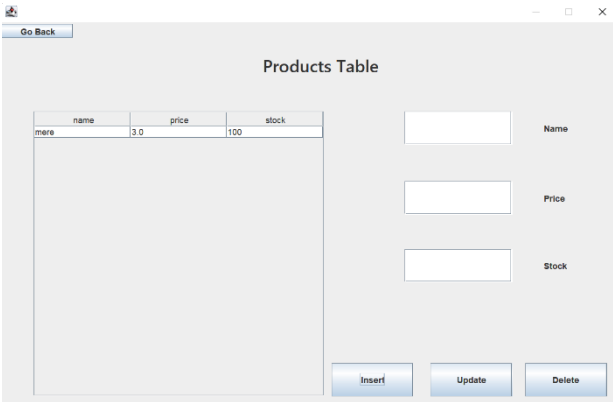 Go Back
Products Table
name price stock
mere 3.0 100
Name
Price
Stock
Insert Update Delete